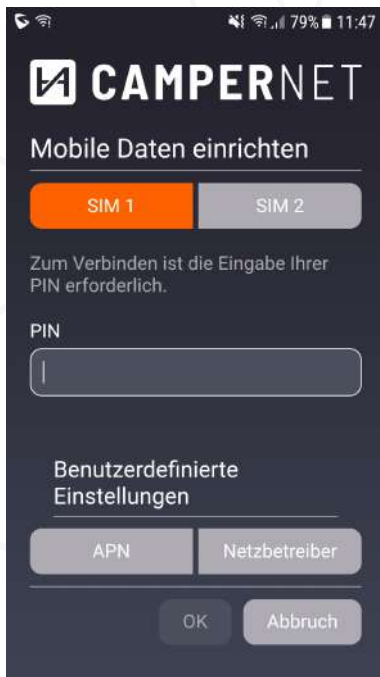 79% 11:47
CAMPERNET
Mobile Daten einrichten
SIM 1 SIM 2
Zum Verbinden ist die Eingabe Ihrer
PIN erforderlich.
PIN
Benutzerdefinierte
Einstellungen
APN Netzbetreiber
OK Abbruch